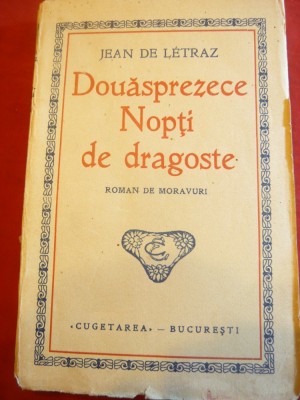 JEAN DE LÉTRAZ
Douăsprezece
Nopți
de dragoste
ROMAN DE MORAVURI
«CUGETAREA» — BUCUREȘTI